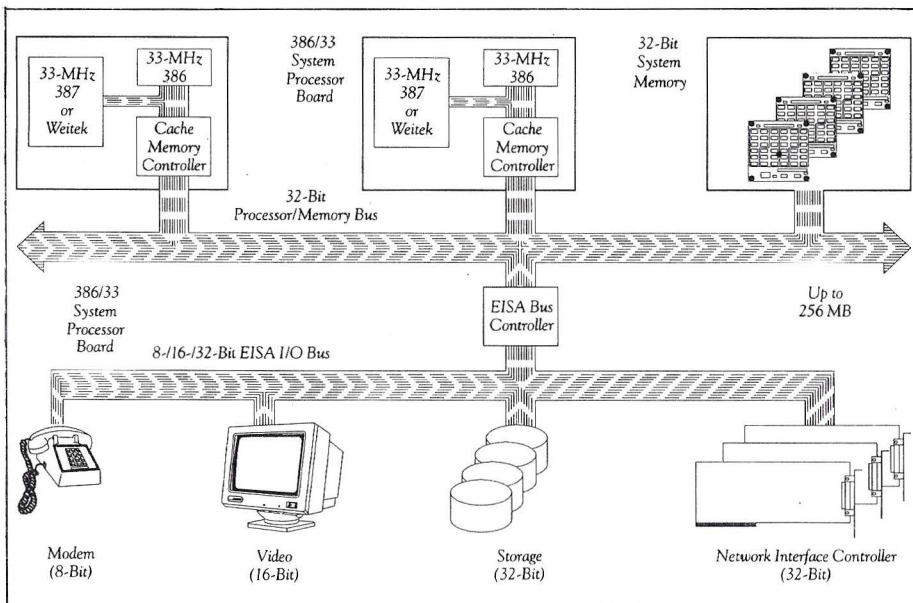 33-MHz
387
or
Weitek
33-MHz
386
Cache
Memory
Controller
386/33
System
Processor
Board
33-MHz
387
or
Weitek
33-MHz
386
Cache
Memory
Controller
32-Bit
System
Memory
32-Bit
Processor/Memory Bus
386/33
System
Processor
Board
EISA Bus
Controller
Up to
256 MB
8-/16-/32-Bit EISA I/O Bus
Modem
(8-Bit)
Video
(16-Bit)
Storage
(32-Bit)
Network Interface Controller
(32-Bit)